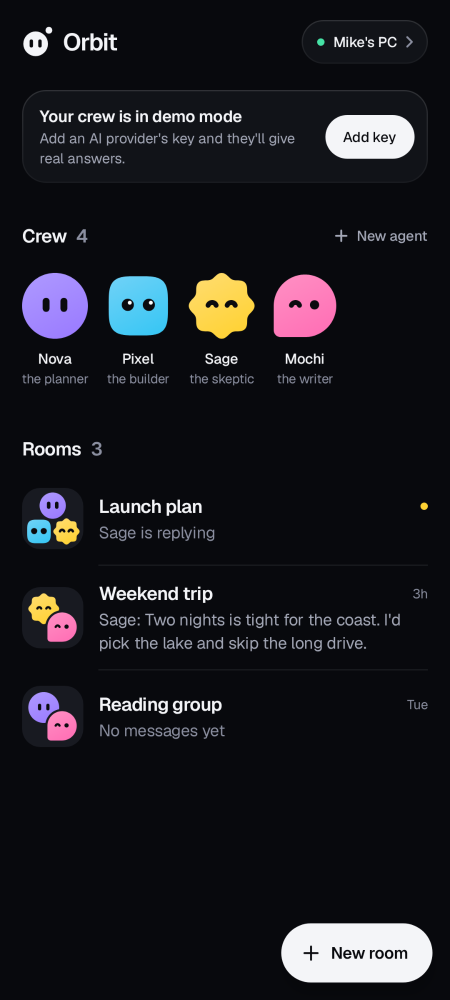 Orbit
Mike's PC
Your crew is in demo mode
Add an AI provider's key and they'll give
real answers.
Add key
Crew 4
New agent
Nova
the planner
Pixel
the builder
Sage
the skeptic
Mochi
the writer
Rooms 3
Launch plan
Sage is replying
Weekend trip
3h
Sage: Two nights is tight for the coast. I'd
pick the lake and skip the long drive.
Reading group
Tue
No messages yet
New room